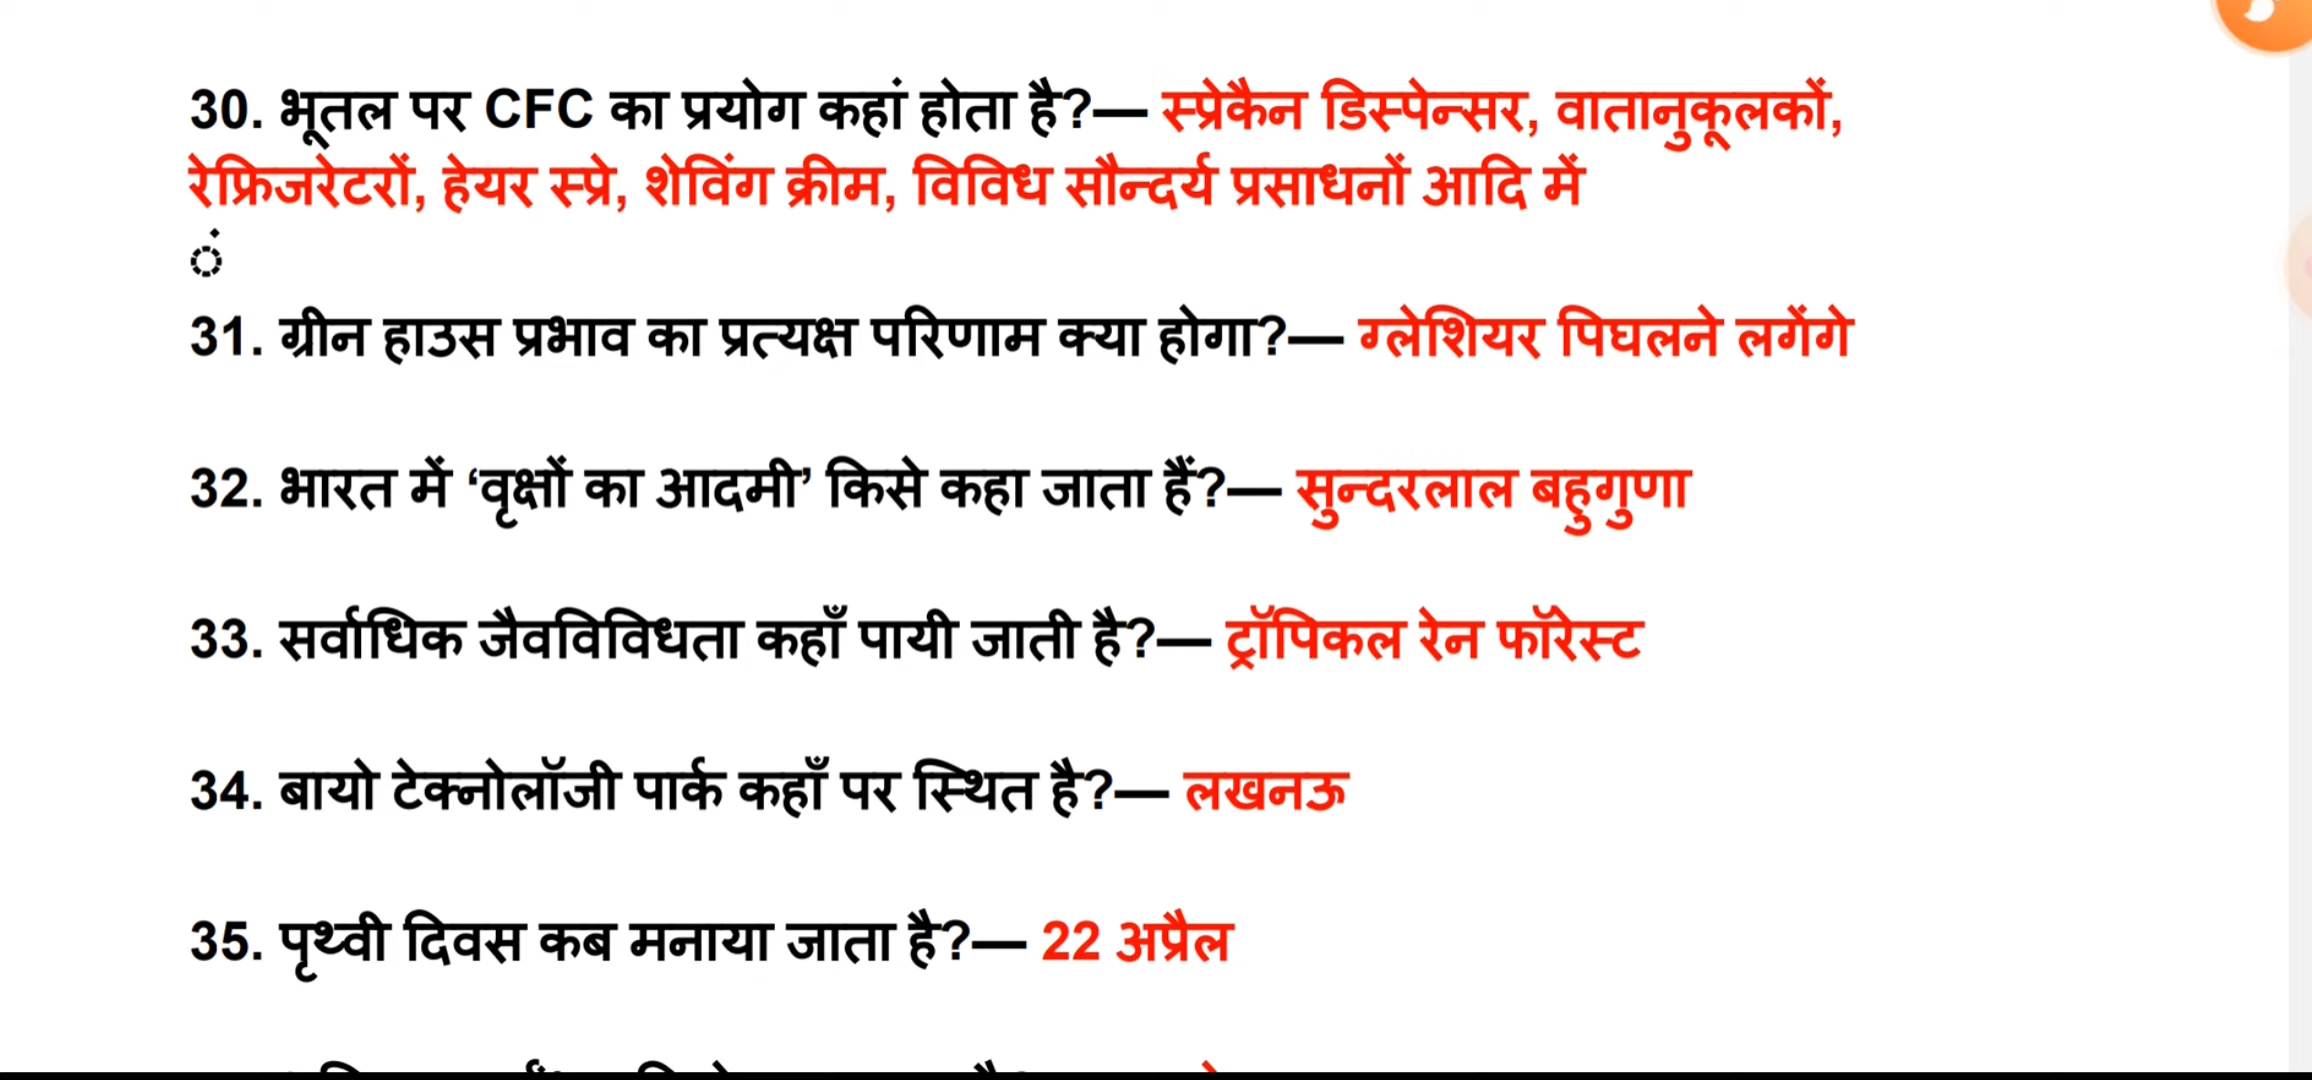 30. भूतल पर CFC का प्रयोग कहां होता है?— स्प्रेकैन डिस्पेन्सर, वातानुकूलकों,
रेफ्रिजरेटरों, हेयर स्प्रे, शेविंग क्रीम, विविध सौन्दर्य प्रसाधनों आदि में
ं
31. ग्रीन हाउस प्रभाव का प्रत्यक्ष परिणाम क्या होगा?— ग्लेशियर पिघलने लगेंगे
32. भारत में ‘वृक्षों का आदमी’ किसे कहा जाता हैं?— सुन्दरलाल बहुगुणा
33. सर्वाधिक जैवविविधता कहाँ पायी जाती है?— ट्रॉपिकल रेन फॉरेस्ट
34. बायो टेक्नोलॉजी पार्क कहाँ पर स्थित है?— लखनऊ
35. पृथ्वी दिवस कब मनाया जाता है?— 22 अप्रैल